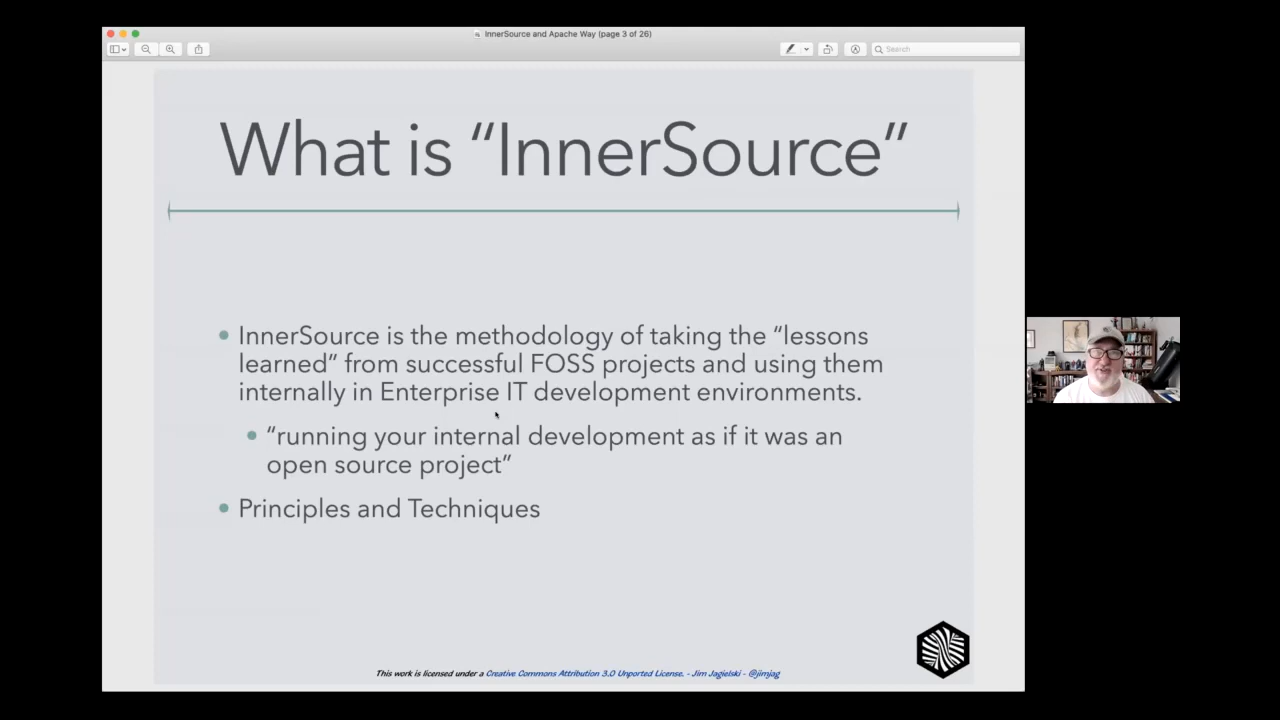 InnerSource and Apache Way (page 3 of 26)
Search
What is “InnerSource”
InnerSource is the methodology of taking the “lessons
learned” from successful FOSS projects and using them
internally in Enterprise IT development environments.
“running your internal development as if it was an
open source project”
Principles and Techniques
This work is licensed under a Creative Commons Attribution 3.0 Unported License. - Jim Jagielski - @jimjag